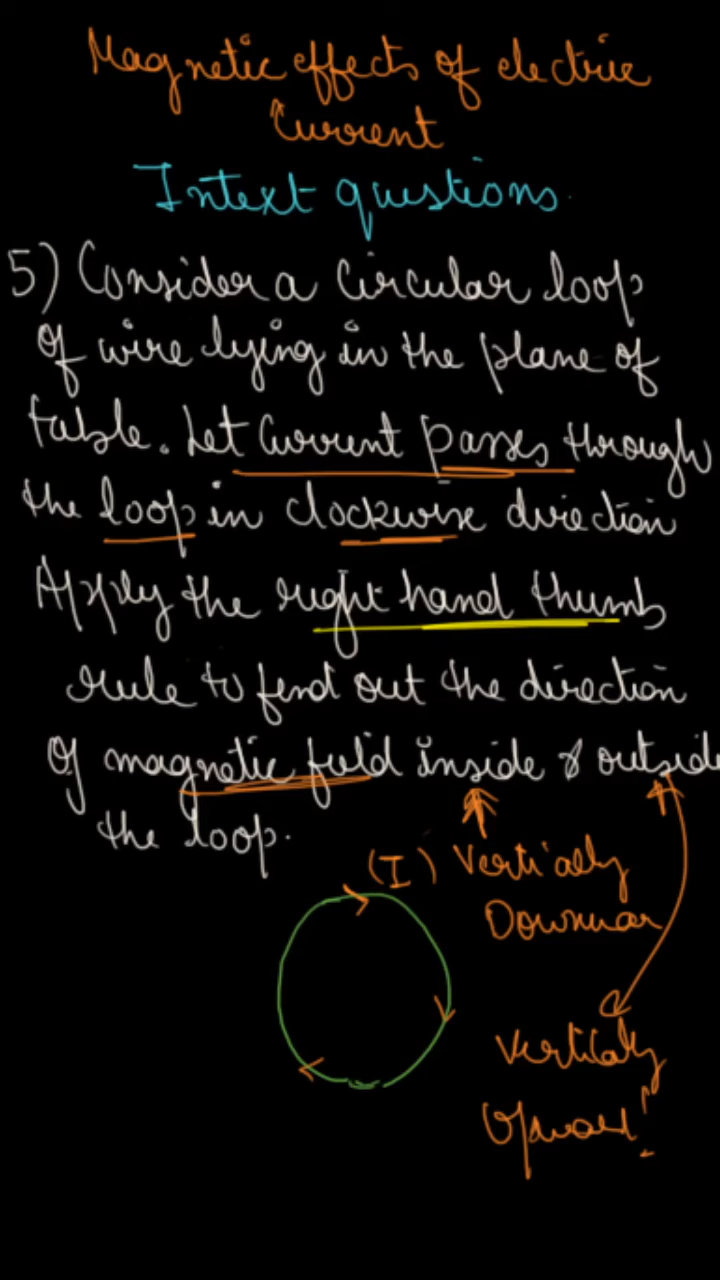 Magnetic effects of electric
Current
Intext questions.
5) Consider a circular loop
of wire lying in the plane of
table. Let Current passes through
the loop in clockwise direction
Apply the right hand thumb
rule to find out the direction
of magnetic field inside & outside
the loop.
(I) Vertically
Downwar
Vertically
Upward!